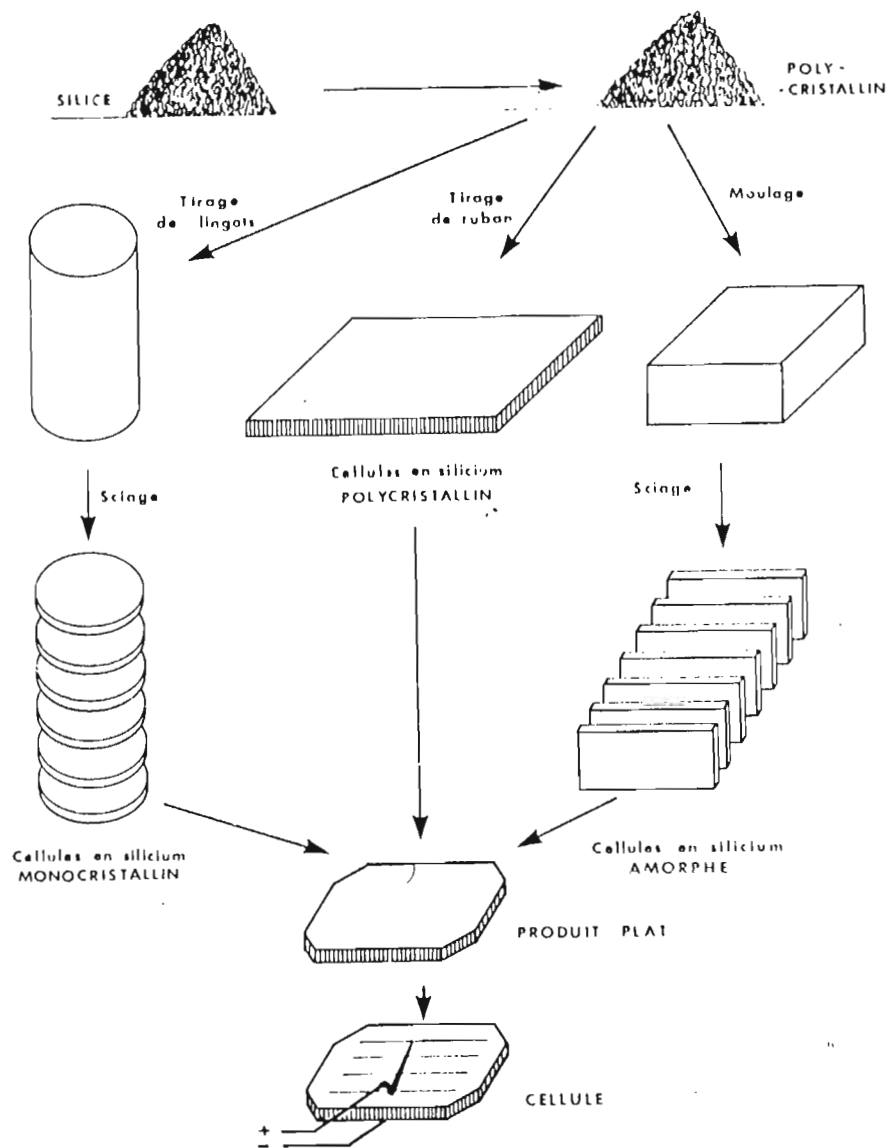 SILICE
POLY-
-CRISTALLIN
Tirage
de lingots
Tirage
de ruban
Moulage
Sciage
Cellules en silicium
POLYCRISTALLIN
Sciage
Cellules en silicium
MONOCRISTALLIN
Cellules en silicium
AMORPHE
PRODUIT PLAT
CELLULE
+
−